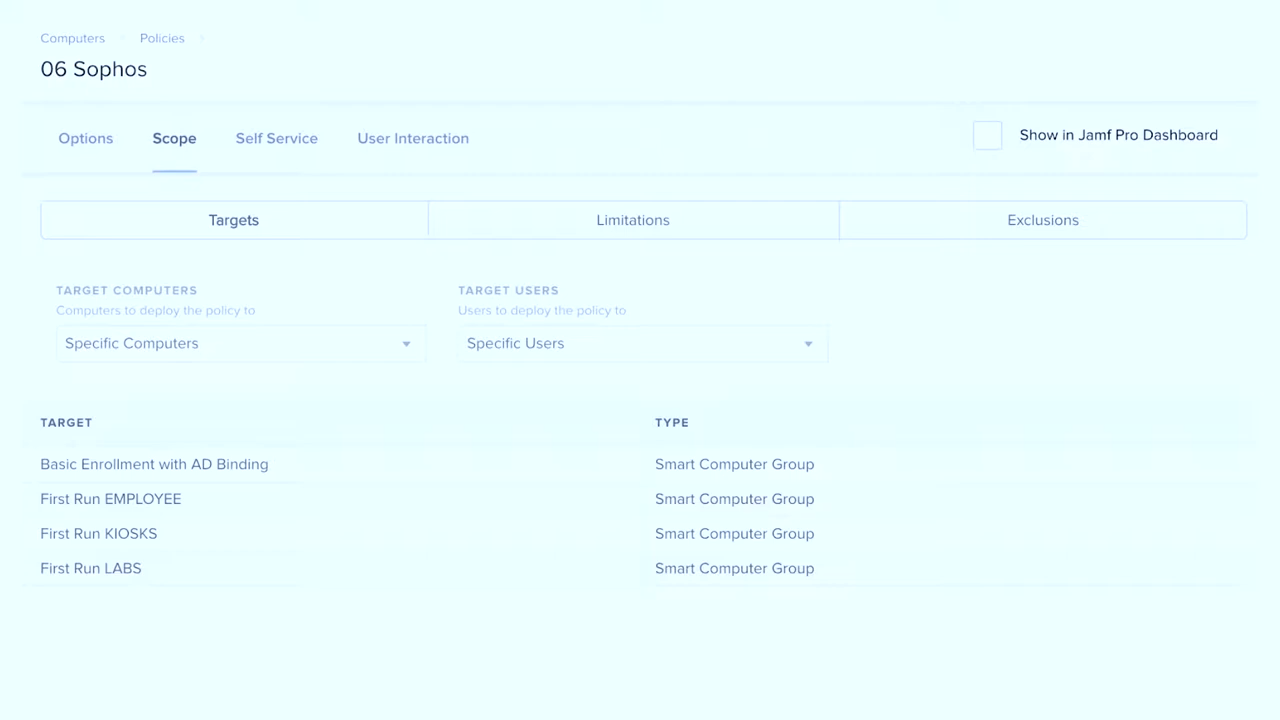 Computers Policies
06 Sophos
Options Scope Self Service User Interaction Show in Jamf Pro Dashboard
Targets Limitations Exclusions
TARGET COMPUTERS TARGET USERS
Computers to deploy the policy to Users to deploy the policy to
Specific Computers Specific Users
TARGET TYPE
Basic Enrollment with AD Binding Smart Computer Group
First Run EMPLOYEE Smart Computer Group
First Run KIOSKS Smart Computer Group
First Run LABS Smart Computer Group